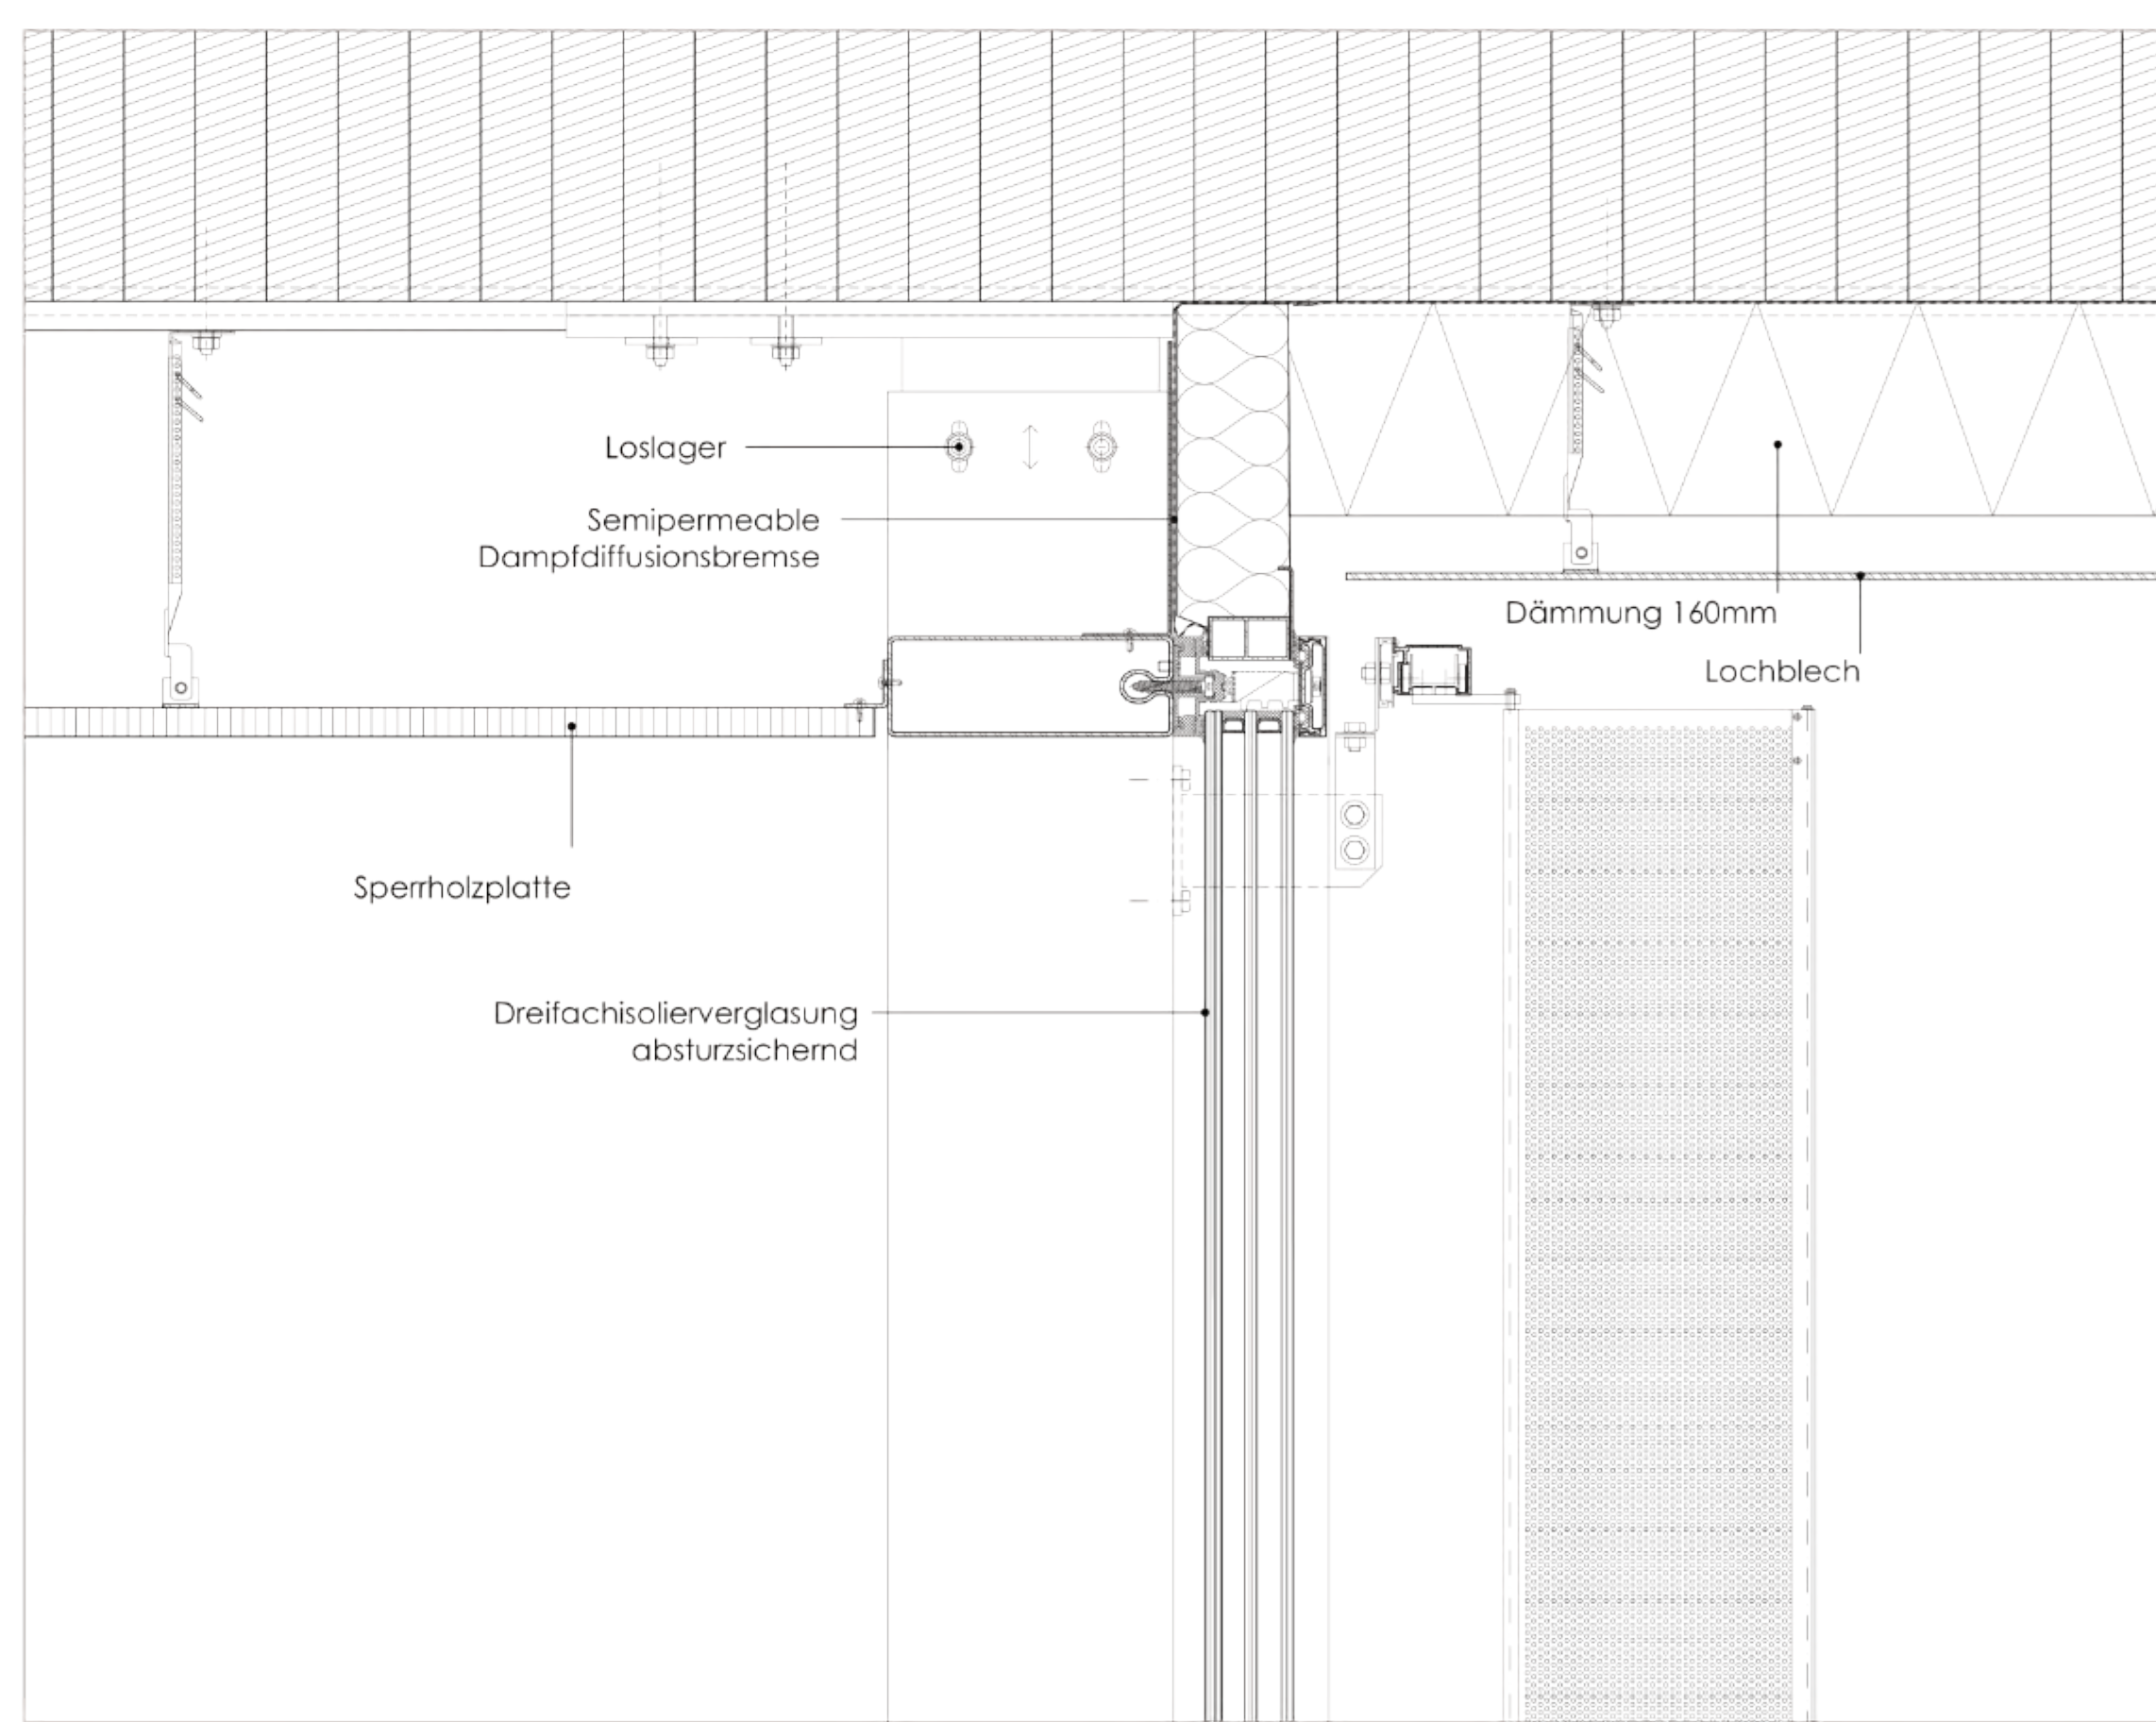 Loslager
Semipermeable
Dampfdiffusionsbremse
Dämmung 160mm
Lochblech
Sperrholzplatte
Dreifachisolierverglasung
absturzsichernd